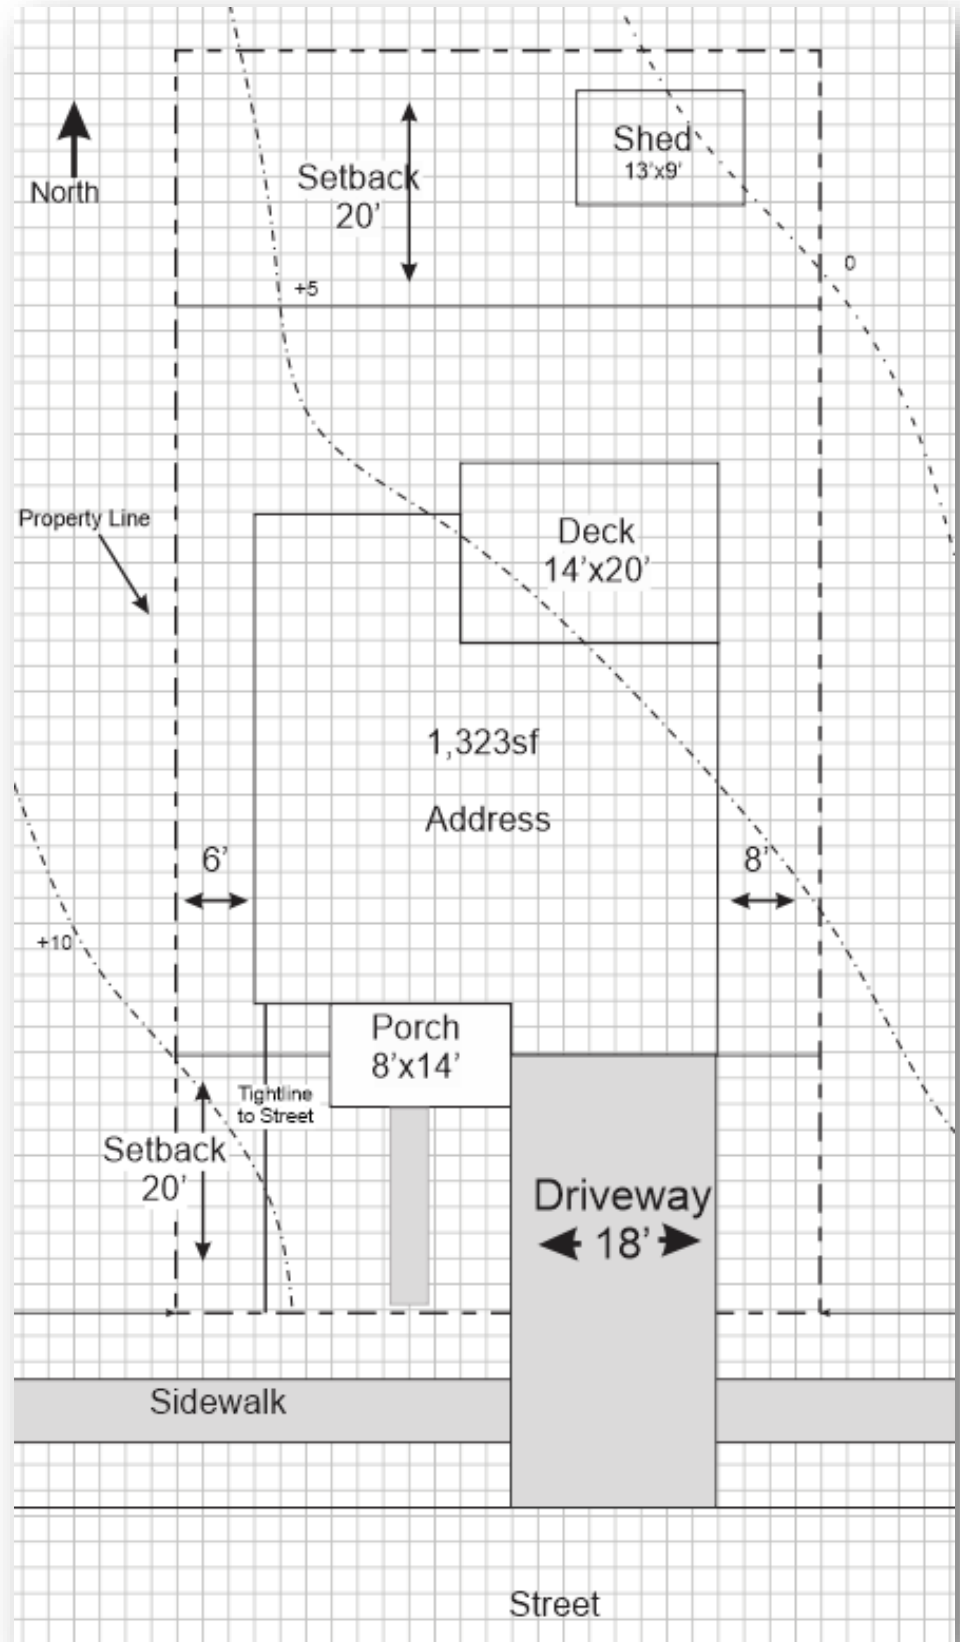 North
Setback
20'
Shed
13'x9'
0
+5
Property Line
Deck
14'x20'
1,323sf
Address
6'
8'
+10
Porch
8'x14'
Tightline
to Street
Setback
20'
Driveway
18'
Sidewalk
Street